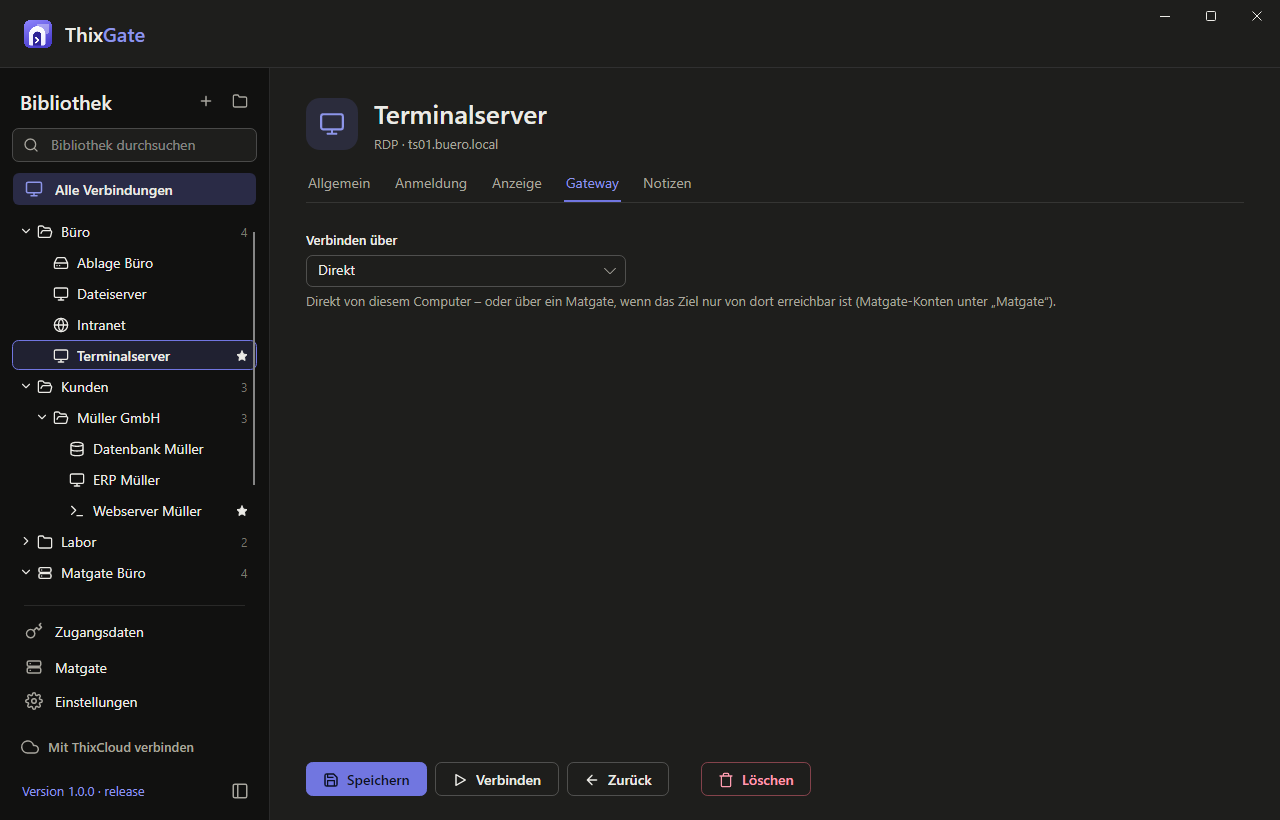 ThixGate
Bibliothek
Bibliothek durchsuchen
Alle Verbindungen
Büro 4
Ablage Büro
Dateiserver
Intranet
Terminalserver
Kunden 3
Müller GmbH 3
Datenbank Müller
ERP Müller
Webserver Müller
Labor 2
Matgate Büro 4
Zugangsdaten
Matgate
Einstellungen
Mit ThixCloud verbinden
Version 1.0.0 · release
Terminalserver
RDP · ts01.buero.local
Allgemein Anmeldung Anzeige Gateway Notizen
Verbinden über
Direkt
Direkt von diesem Computer – oder über ein Matgate, wenn das Ziel nur von dort erreichbar ist (Matgate-Konten unter „Matgate“).
Speichern Verbinden Zurück Löschen